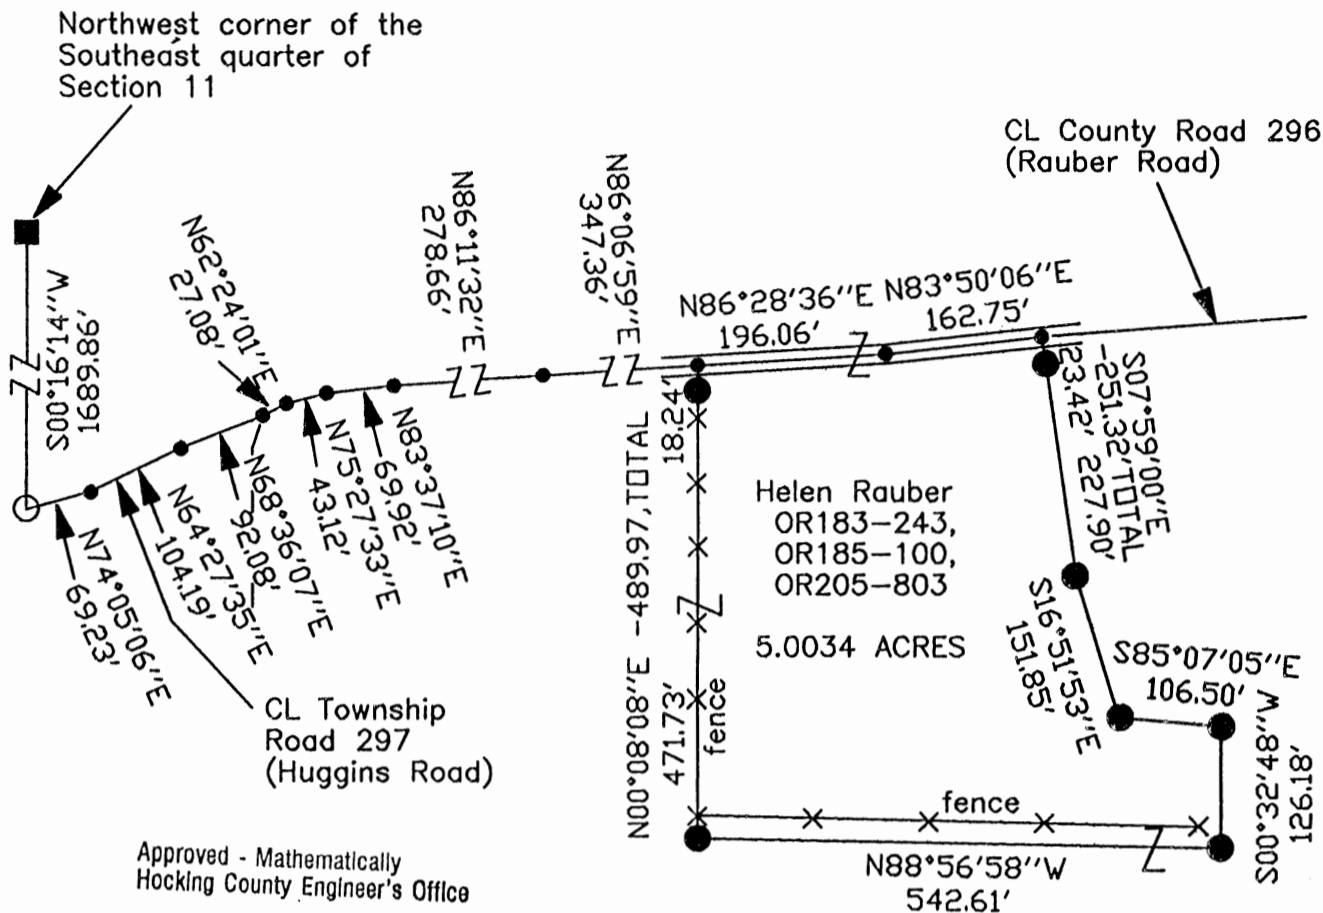 Northwest corner of the
Southeast quarter of
Section 11
CL County Road 296
(Rauber Road)
S00°16'14''W
1689.86'
N74°05'06''E
69.23'
N64°27'35''E
104.19'
N68°36'07''E
92.08'
N62°24'01''E
27.08'
N75°27'33''E
43.12'
N83°37'10''E
69.92'
N86°11'32''E
278.66'
N86°06'59''E
347.36'
N86°28'36''E
196.06'
N83°50'06''E
162.75'
S07°59'00''E
-251.32'TOTAL
23.42' 227.90'
S16°51'53''E
151.85'
S85°07'05''E
106.50'
S00°32'48''W
126.18'
N88°56'58''W
542.61'
N00°08'08''E -489.97,TOTAL
471.73'
18.24'
fence
fence
Helen Rauber
OR183-243,
OR185-100,
OR205-803
5.0034 ACRES
CL Township
Road 297
(Huggins Road)
Approved - Mathematically
Hocking County Engineer's Office